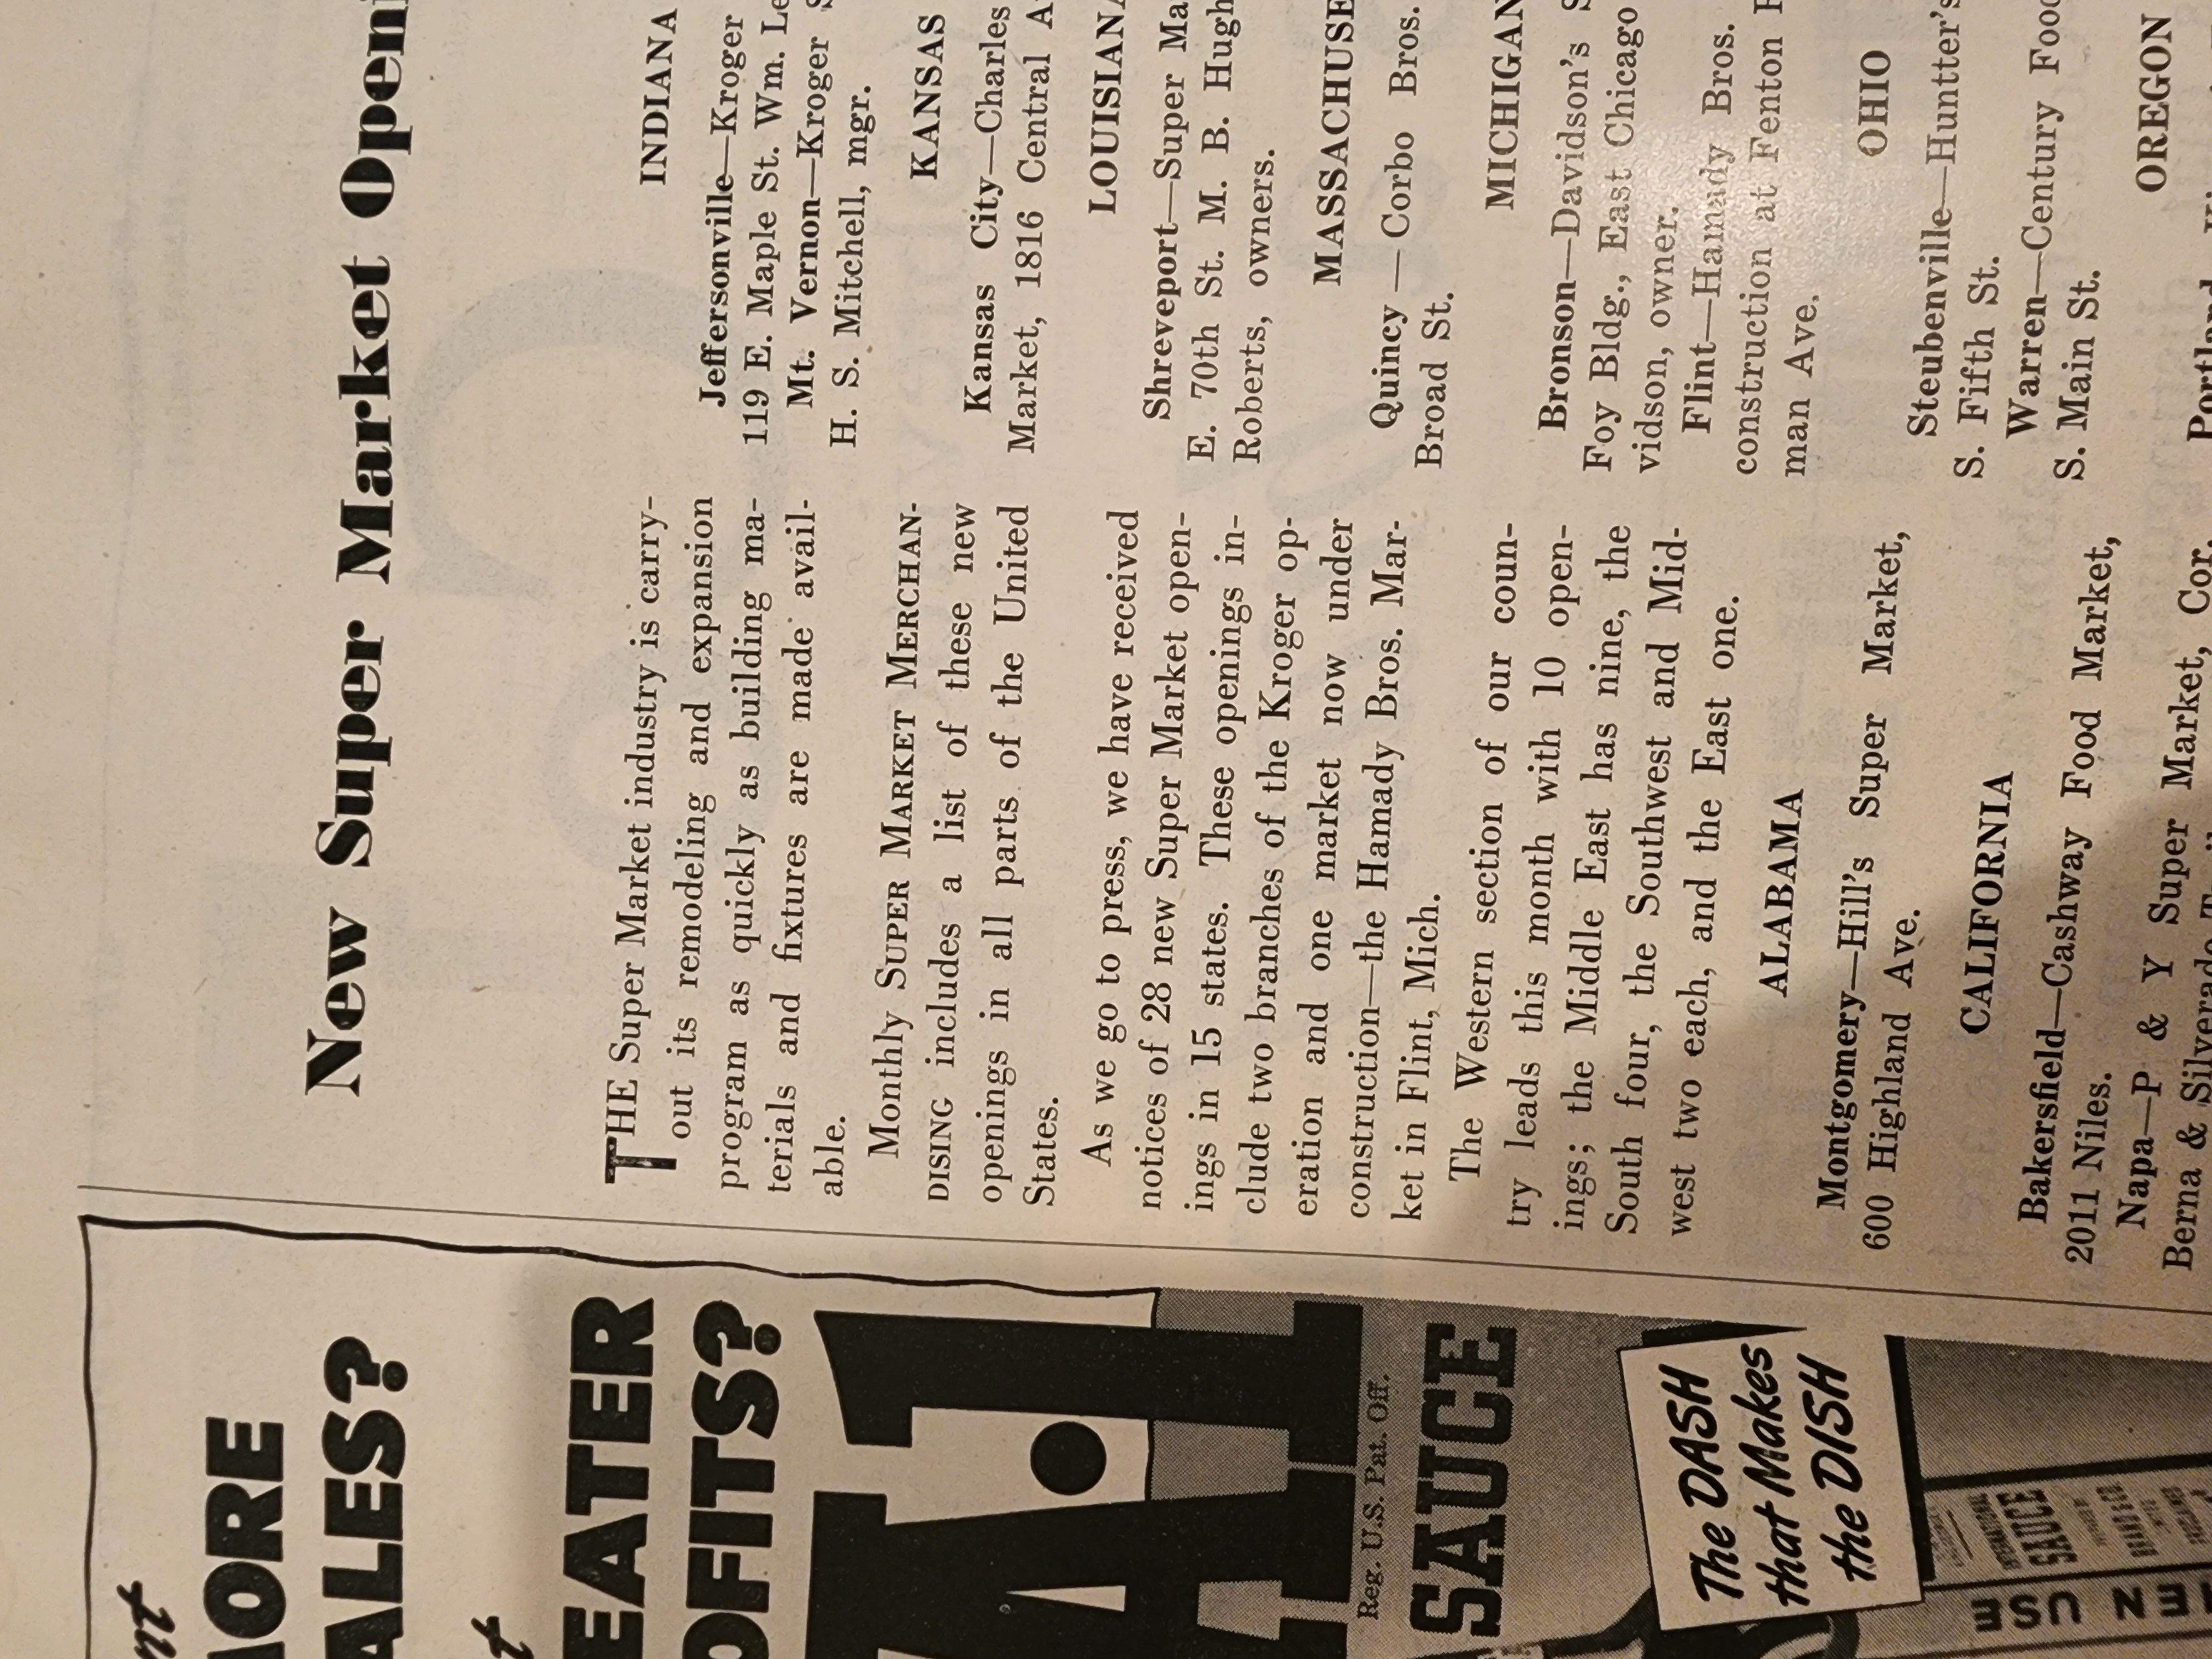 New Super Market
THE Super Market industry is carry-
out its remodeling and expansion
program as quickly as building ma-
terials and fixtures are made avail-
able.
Monthly SUPER MARKET MERCHAN-
DISING includes a list of these new
openings in all parts of the United
States.
As we go to press, we have received
notices of 28 new Super Market open-
ings in 15 states. These openings in-
clude two branches of the Kroger op-
eration and one market now under
construction—the Hamady Bros. Mar-
ket in Flint, Mich.
The Western section of our coun-
try leads this month with 10 open-
ings; the Middle East has nine, the
South four, the Southwest and Mid-
west two each, and the East one.
ALABAMA
Montgomery—Hill's Super Market,
600 Highland Ave.
CALIFORNIA
Bakersfield—Cashway Food Market,
2011 Niles.
Napa—P & Y Super Market, Cor.
Berna & Silverado
INDIANA
Jeffersonville—Kroger
119 E. Maple St. Wm.
Mt. Vernon—Kroger
H. S. Mitchell, mgr.
KANSAS
Kansas City—Charles
Market, 1816 Central
LOUISIANA
Shreveport—Super
E. 70th St. M. B.
Roberts, owners.
Quincy — Corbo Bros.
Broad St.
MICHIGAN
Bronson—Davidson's
Foy Bldg., East Chicago
vidson, owner.
Flint—Hamady Bros.
construction at Fenton
man Ave.
OHIO
Steubenville—Huntter's
S. Fifth St.
Warren—Century Food
S. Main St.
OREGON
Portland
A.1.
Reg. U.S. Pat. Off.
SAUCE
The DASH
that Makes
the DISH
SAUCE